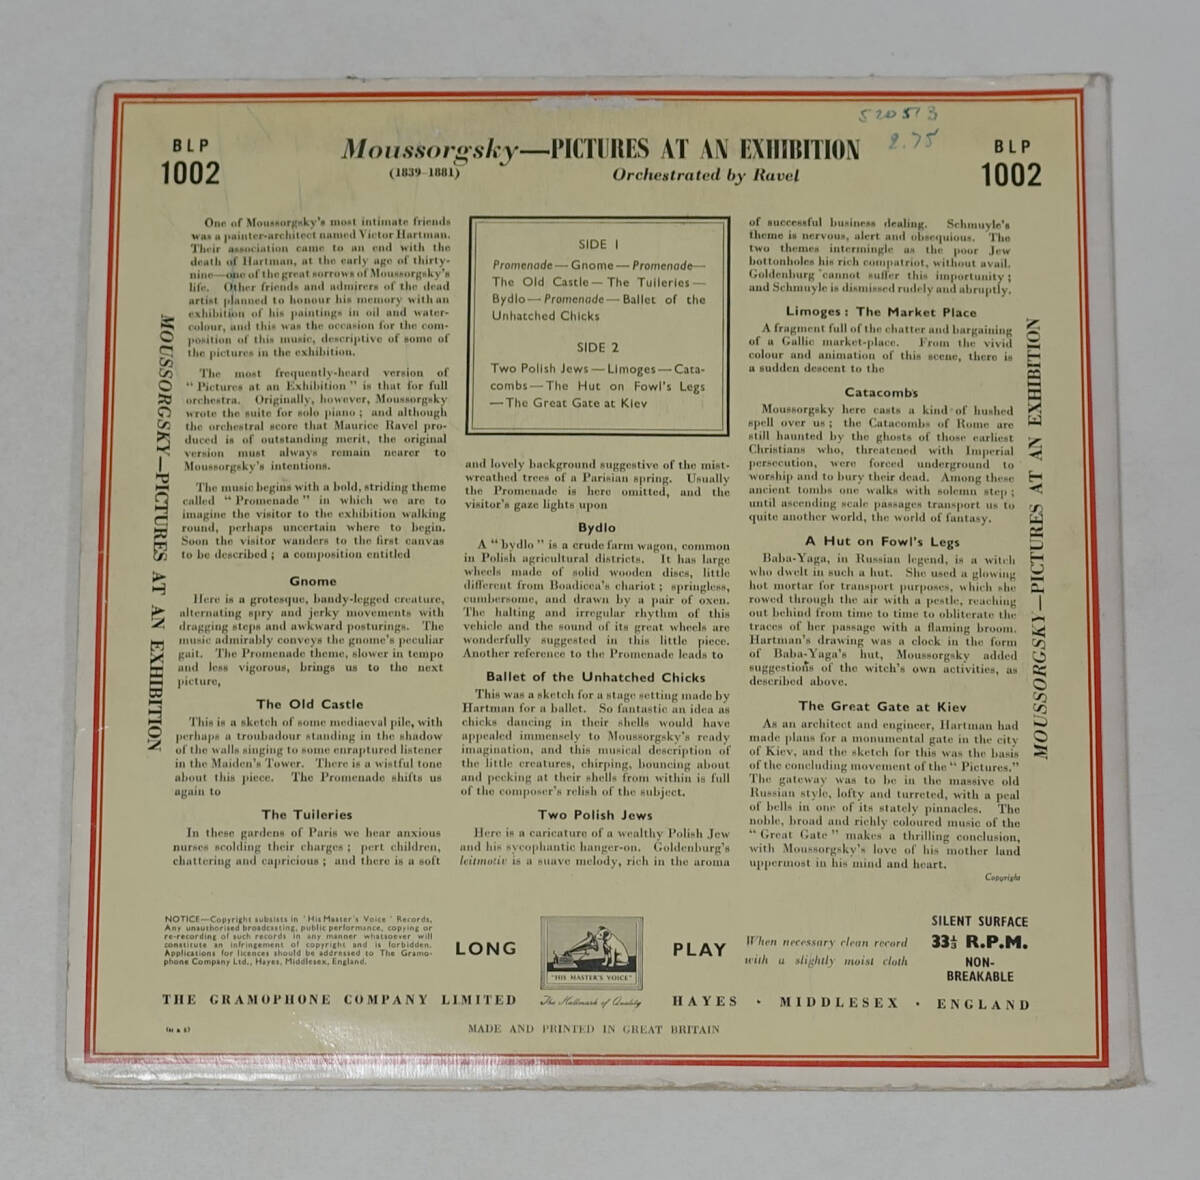 520513
2.75
BLP
1002
Moussorgsky—PICTURES AT AN EXHIBITION
(1839-1881)
Orchestrated by Ravel
BLP
1002
MOUSSORGSKY—PICTURES AT AN EXHIBITION
One of Moussorgsky's most intimate friends
was a painter-architect named Victor Hartman.
Their association came to an end with the
death of Hartman, at the early age of thirty-
nine—one of the great sorrows of Moussorgsky's
life. Other friends and admirers of the dead
artist planned to honour his memory with an
exhibition of his paintings in oil and water-
colour, and this was the occasion for the com-
position of this music, descriptive of some of
the pictures in the exhibition.
The most frequently-heard version of
" Pictures at an Exhibition " is that for full
orchestra. Originally, however, Moussorgsky
wrote the suite for solo piano ; and although
the orchestral score that Maurice Ravel pro-
duced is of outstanding merit, the original
version must always remain nearer to
Moussorgsky's intentions.
The music begins with a bold, striding theme
called " Promenade " in which we are to
imagine the visitor to the exhibition walking
round, perhaps uncertain where to begin.
Soon the visitor wanders to the first canvas
to be described ; a composition entitled
Gnome
Here is a grotesque, bandy-legged creature,
alternating spry and jerky movements with
dragging steps and awkward posturings. The
music admirably conveys the gnome's peculiar
gait. The Promenade theme, slower in tempo
and less vigorous, brings us to the next
picture,
The Old Castle
This is a sketch of some mediaeval pile, with
perhaps a troubadour standing in the shadow
of the walls singing to some enraptured listener
in the Maiden's Tower. There is a wistful tone
about this piece. The Promenade shifts us
again to
The Tuileries
In these gardens of Paris we hear anxious
nurses scolding their charges ; pert children,
chattering and capricious ; and there is a soft
SIDE 1
Promenade — Gnome — Promenade—
The Old Castle — The Tuileries —
Bydlo — Promenade — Ballet of the
Unhatched Chicks
SIDE 2
Two Polish Jews — Limoges — Cata-
combs — The Hut on Fowl's Legs
— The Great Gate at Kiev
and lovely background suggestive of the mist-
wreathed trees of a Parisian spring. Usually
the Promenade is here omitted, and the
visitor's gaze lights upon
Bydlo
A " bydlo " is a crude farm wagon, common
in Polish agricultural districts. It has large
wheels made of solid wooden discs, little
different from Boadicea's chariot ; springless,
cumbersome, and drawn by a pair of oxen.
The halting and irregular rhythm of this
vehicle and the sound of its great wheels are
wonderfully suggested in this little piece.
Another reference to the Promenade leads to
Ballet of the Unhatched Chicks
This was a sketch for a stage setting made by
Hartman for a ballet. So fantastic an idea as
chicks dancing in their shells would have
appealed immensely to Moussorgsky's ready
imagination, and this musical description of
the little creatures, chirping, bouncing about
and pecking at their shells from within is full
of the composer's relish of the subject.
Two Polish Jews
Here is a caricature of a wealthy Polish Jew
and his sycophantic hanger-on. Goldenburg's
leitmotiv is a suave melody, rich in the aroma
of successful business dealing. Schmuyle's
theme is nervous, alert and obsequious. The
two themes intermingle as the poor Jew
bottonholes his rich compatriot, without avail.
Goldenburg cannot suffer this importunity ;
and Schmuyle is dismissed rudely and abruptly.
Limoges : The Market Place
A fragment full of the chatter and bargaining
of a Gallic market-place. From the vivid
colour and animation of this scene, there is
a sudden descent to the
Catacombs
Moussorgsky here casts a kind of hushed
spell over us ; the Catacombs of Rome are
still haunted by the ghosts of those earliest
Christians who, threatened with Imperial
persecution, were forced underground to
worship and to bury their dead. Among these
ancient tombs one walks with solemn step ;
until ascending scale passages transport us to
quite another world, the world of fantasy.
A Hut on Fowl's Legs
Baba-Yaga, in Russian legend, is a witch
who dwelt in such a hut. She used a glowing
hot mortar for transport purposes, which she
rowed through the air with a pestle, reaching
out behind from time to time to obliterate the
traces of her passage with a flaming broom.
Hartman's drawing was a clock in the form
of Baba-Yaga's hut, Moussorgsky added
suggestions of the witch's own activities, as
described above.
The Great Gate at Kiev
As an architect and engineer, Hartman had
made plans for a monumental gate in the city
of Kiev, and the sketch for this was the basis
of the concluding movement of the " Pictures."
The gateway was to be in the massive old
Russian style, lofty and turreted, with a peal
of bells in one of its stately pinnacles. The
noble, broad and richly coloured music of the
" Great Gate " makes a thrilling conclusion,
with Moussorgsky's love of his mother land
uppermost in his mind and heart.
Copyright
MOUSSORGSKY—PICTURES AT AN EXHIBITION
NOTICE—Copyright subsists in ' His Master's Voice ' Records.
Any unauthorised broadcasting, public performance, copying or
re-recording of such records in any manner whatsoever will
constitute an infringement of copyright and is forbidden.
Applications for licences should be addressed to The Gramo-
phone Company Ltd., Hayes, Middlesex, England.
LONG
"HIS MASTER'S VOICE"
The Hallmark of Quality
PLAY
When necessary clean record
with a slightly moist cloth
SILENT SURFACE
33⅓ R.P.M.
NON-
BREAKABLE
THE GRAMOPHONE COMPANY LIMITED
HAYES • MIDDLESEX • ENGLAND
MADE AND PRINTED IN GREAT BRITAIN